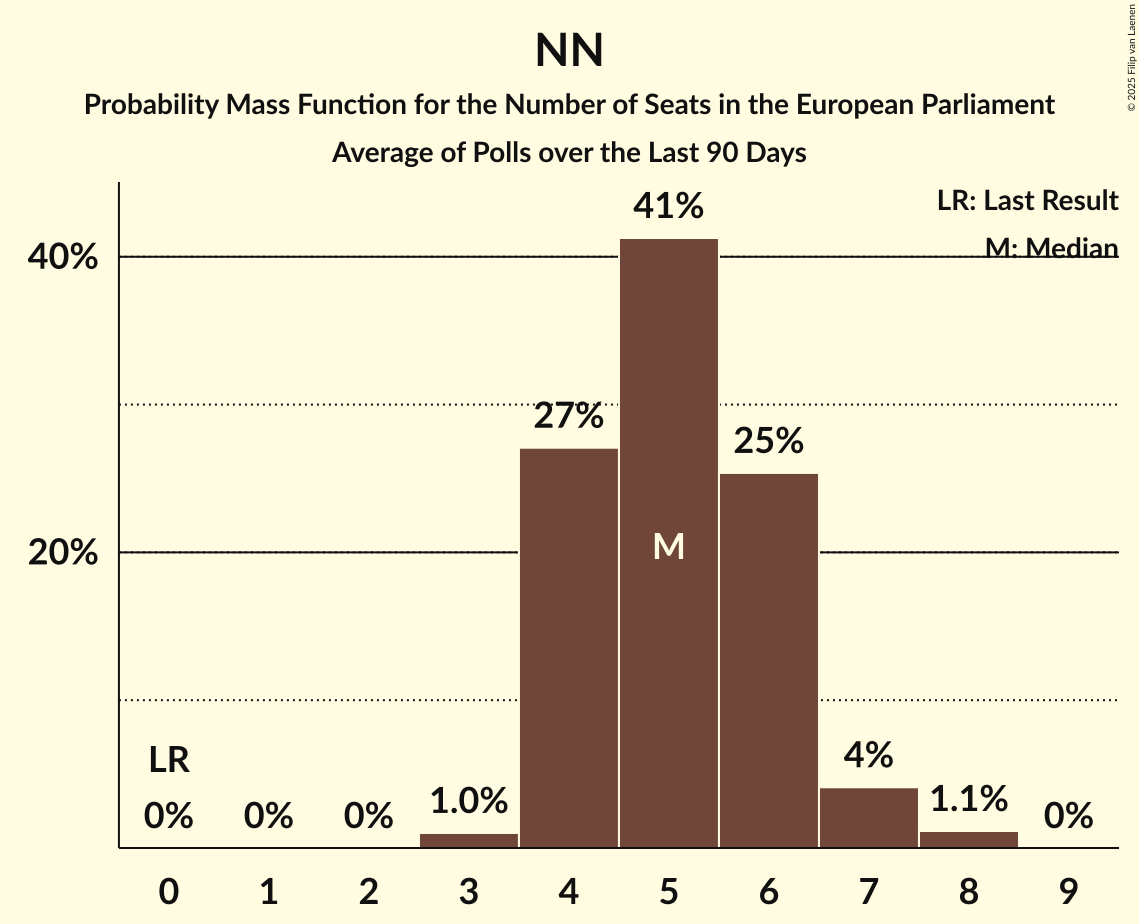 NN
Probability Mass Function for the Number of Seats in the European Parliament
Average of Polls over the Last 90 Days
© 2025 Filip van Laenen
LR: Last Result
M: Median
41%
40%
27%
25%
M
20%
LR
0%
0%
0%
1.0%
4%
1.1%
0%
0
1
2
3
4
5
6
7
8
9